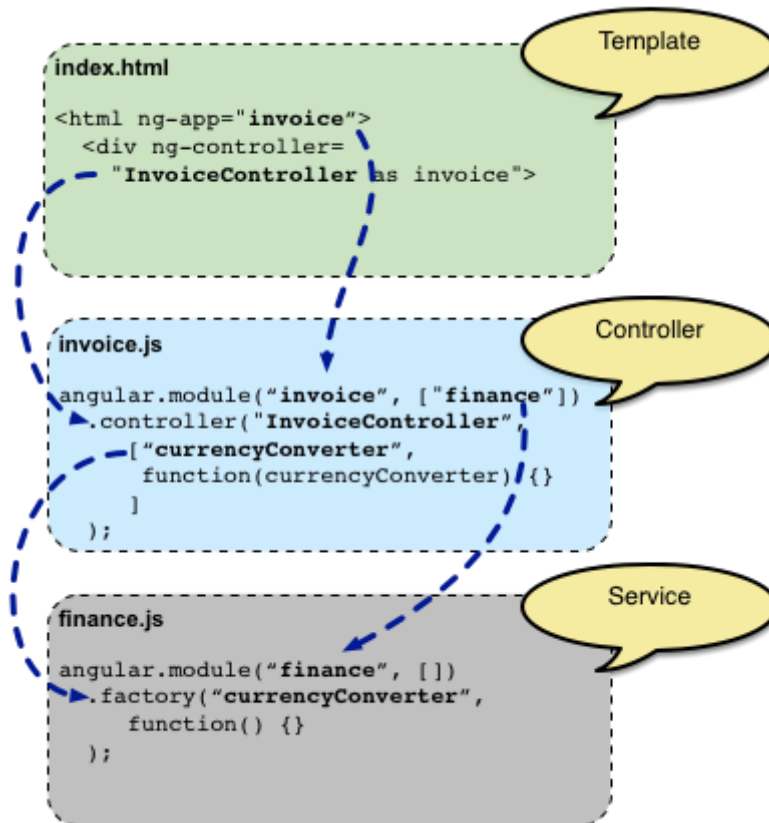 Template
index.html
<html ng-app="invoice”>
<div ng-controller=
"InvoiceController as invoice">
Controller
invoice.js
angular.module(“invoice”, ["finance”])
.controller("InvoiceController”,
[“currencyConverter”,
function(currencyConverter) {}
]
);
Service
finance.js
angular.module(“finance”, [])
.factory(“currencyConverter”,
function() {}
);